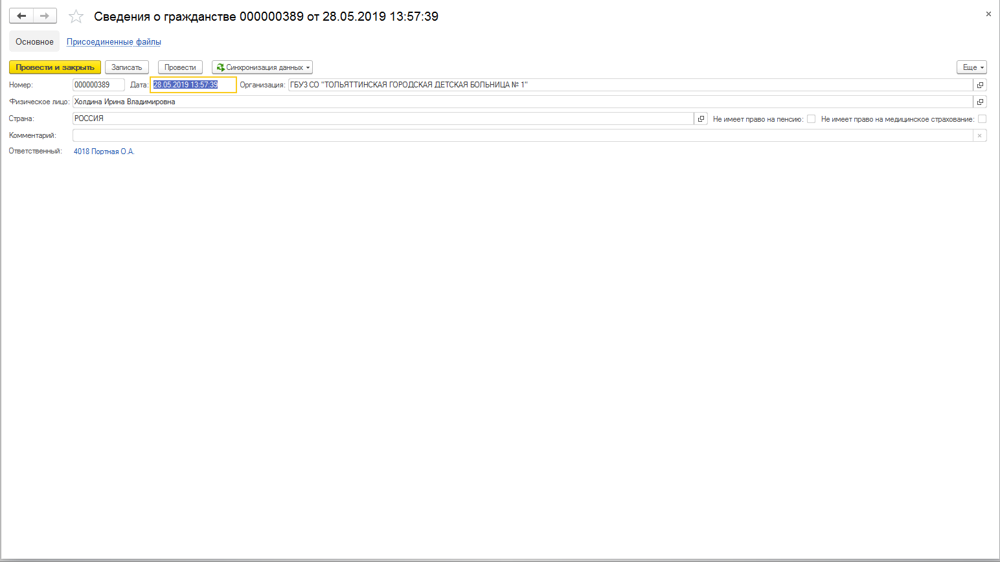 Сведения о гражданстве 000000389 от 28.05.2019 13:57:39
Основное Присоединенные файлы
Провести и закрыть Записать Провести Синхронизация данных Еще
Номер: 000000389 Дата: 28.05.2019 13:57:39 Организация: ГБУЗ СО "ТОЛЬЯТТИНСКАЯ ГОРОДСКАЯ ДЕТСКАЯ БОЛЬНИЦА № 1"
Физическое лицо: Холдина Ирина Владимировна
Страна: РОССИЯ Не имеет право на пенсию: Не имеет право на медицинское страхование:
Комментарий:
Ответственный: 4018 Портная О.А.